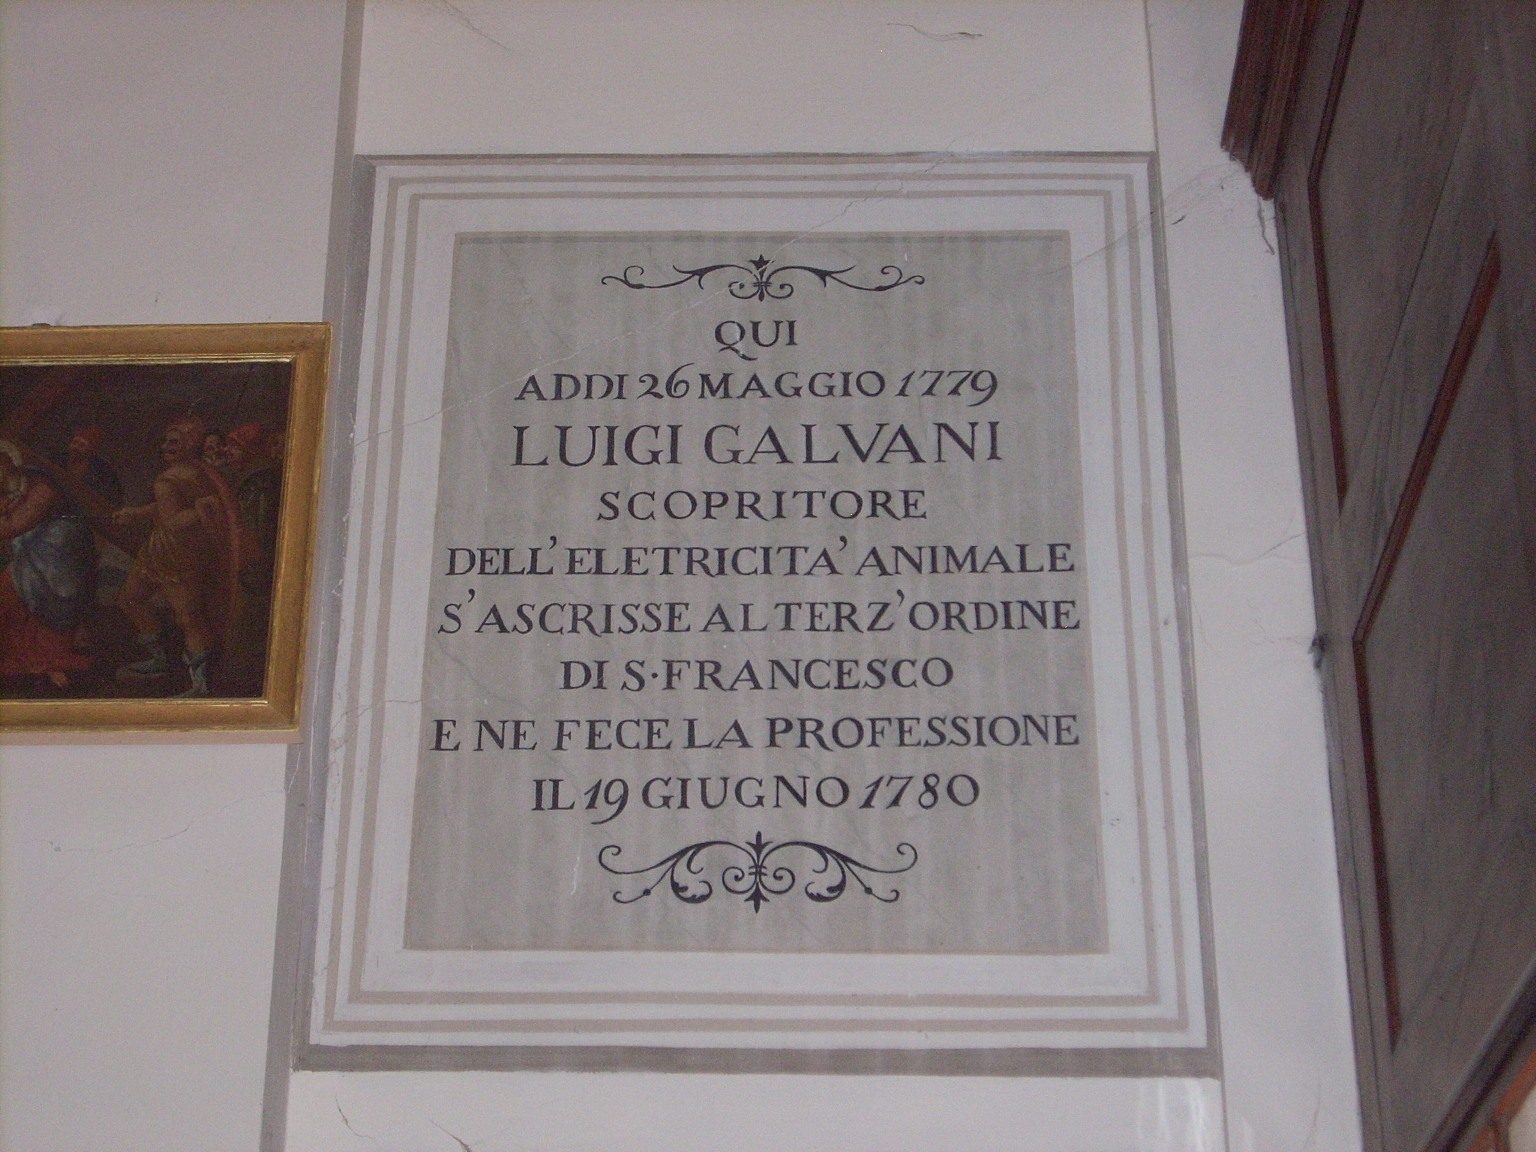 QUI
ADDI 26 MAGGIO 1779
LUIGI GALVANI
SCOPRITORE
DELL'ELETRICITA' ANIMALE
S'ASCRISSE AL TERZ'ORDINE
DI S·FRANCESCO
E NE FECE LA PROFESSIONE
IL 19 GIUGNO 1780